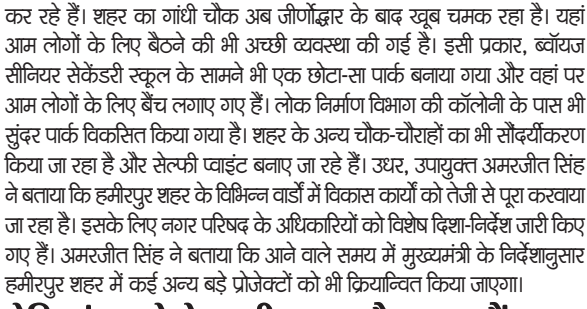 कर रहे हैं। शहर का गांधी चौक अब जीर्णोद्धार के बाद खूब चमक रहा है। यहां
आम लोगों के लिए बैठने की भी अच्छी व्यवस्था की गई है। इसी प्रकार, ब्वॉयज
सीनियर सेकेंडरी स्कूल के सामने भी एक छोटा-सा पार्क बनाया गया और वहां पर
आम लोगों के लिए बैंच लगाए गए हैं। लोक निर्माण विभाग की कॉलोनी के पास भी
सुंदर पार्क विकसित किया गया है। शहर के अन्य चौक-चौराहों का भी सौंदर्यीकरण
किया जा रहा है और सेल्फी प्वाइंट बनाए जा रहे हैं। उधर, उपायुक्त अमरजीत सिंह
ने बताया कि हमीरपुर शहर के विभिन्न वार्डों में विकास कार्यों को तेजी से पूरा करवाया
जा रहा है। इसके लिए नगर परिषद के अधिकारियों को विशेष दिशा-निर्देश जारी किए
गए हैं। अमरजीत सिंह ने बताया कि आने वाले समय में मुख्यमंत्री के निर्देशानुसार
हमीरपुर शहर में कई अन्य बड़े प्रोजेक्टों को भी क्रियान्वित किया जाएगा।